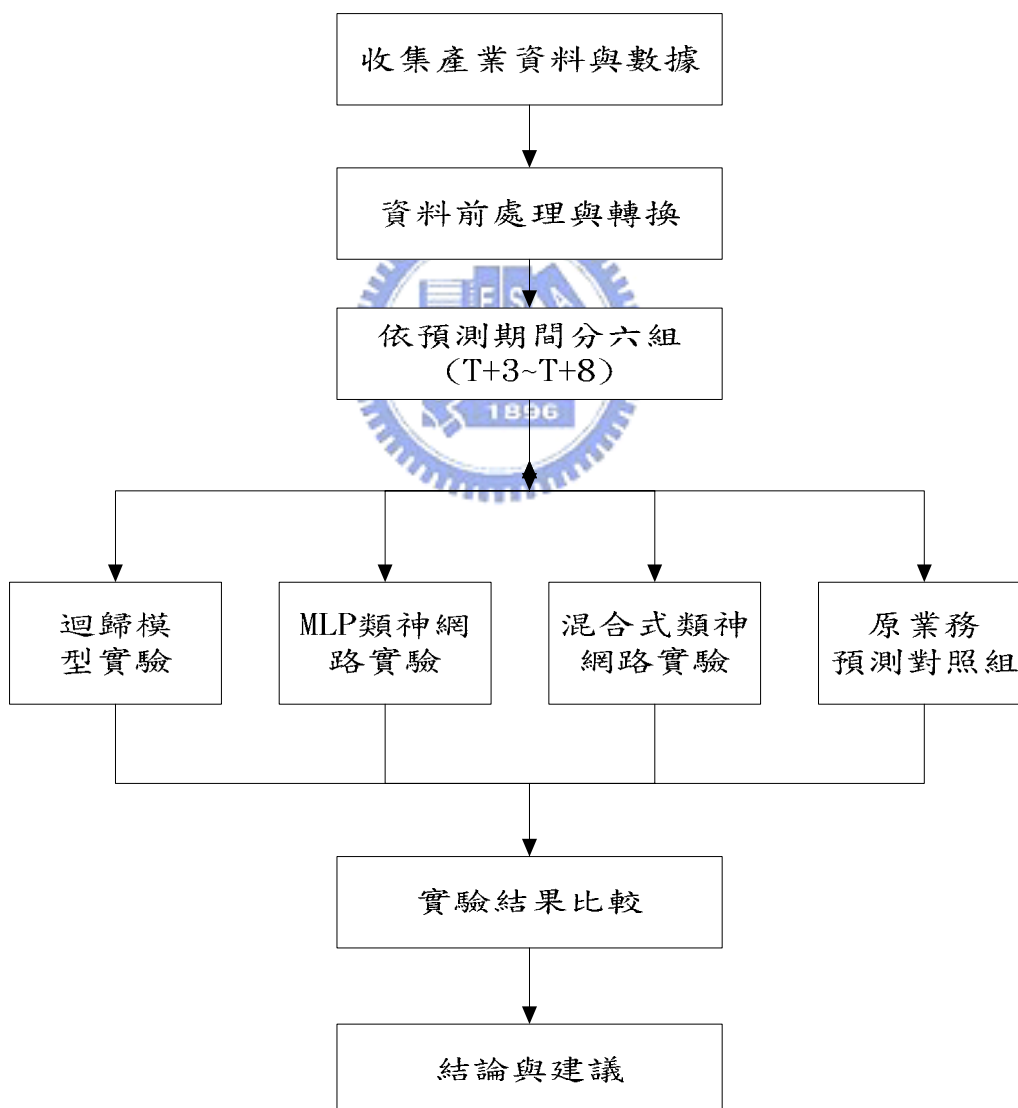 收集產業資料與數據
資料前處理與轉換
E S A
依預測期間分六組
(T+3~T+8)
1896
迴歸模
型實驗
MLP類神網
路實驗
混合式類神
網路實驗
原業務
預測對照組
實驗結果比較
結論與建議